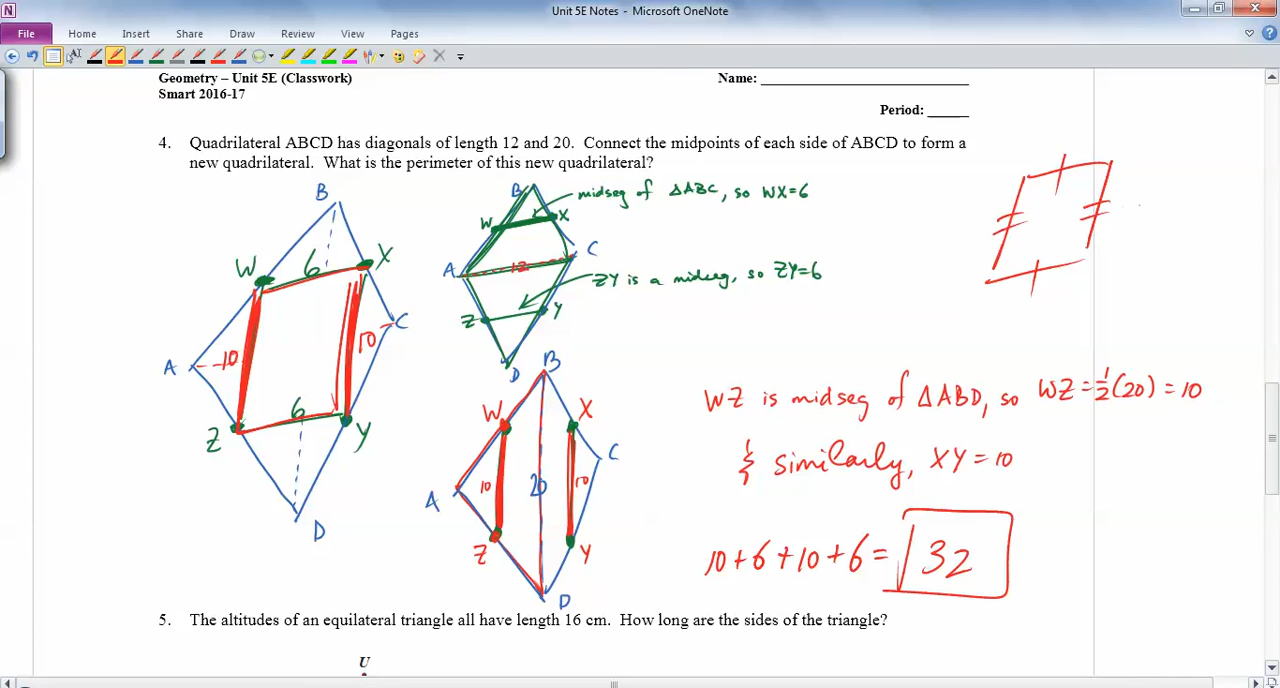 Unit 5E Notes - Microsoft OneNote
File Home Insert Share Draw Review View Pages
Geometry – Unit 5E (Classwork) Name: ____________________
Smart 2016-17
Period: _____
4. Quadrilateral ABCD has diagonals of length 12 and 20. Connect the midpoints of each side of ABCD to form a
new quadrilateral. What is the perimeter of this new quadrilateral?
B
W 6 X
A 10 10 C
Z 6 Y
D
B midseg of ΔABC, so WX=6
W X
A 12 C
ZY is a midseg, so ZY=6
Z Y
D
B
W X
A 10 20 10 C
Z Y
D
WZ is midseg of ΔABD, so WZ=½(20)=10
& similarly, XY=10
10+6+10+6= 32
5. The altitudes of an equilateral triangle all have length 16 cm. How long are the sides of the triangle?
U